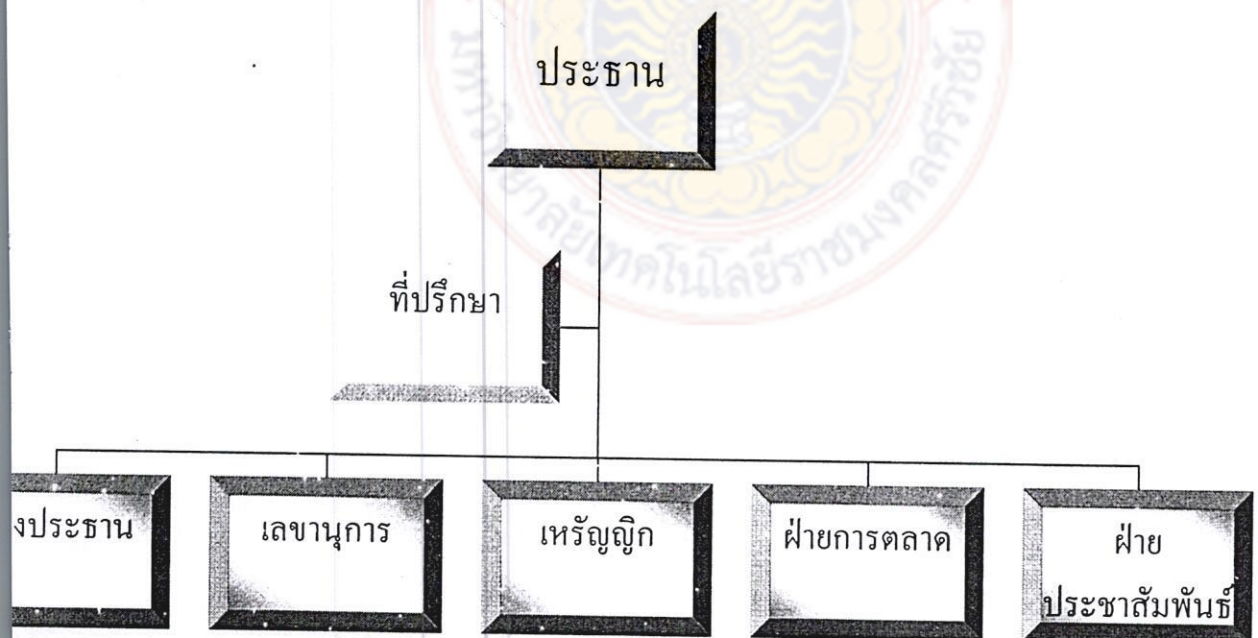 ประธาน
ที่ปรึกษา
งประธาน
เลขานุการ
เหรัญญิก
ฝ่ายการตลาด
ฝ่าย
ประชาสัมพันธ์